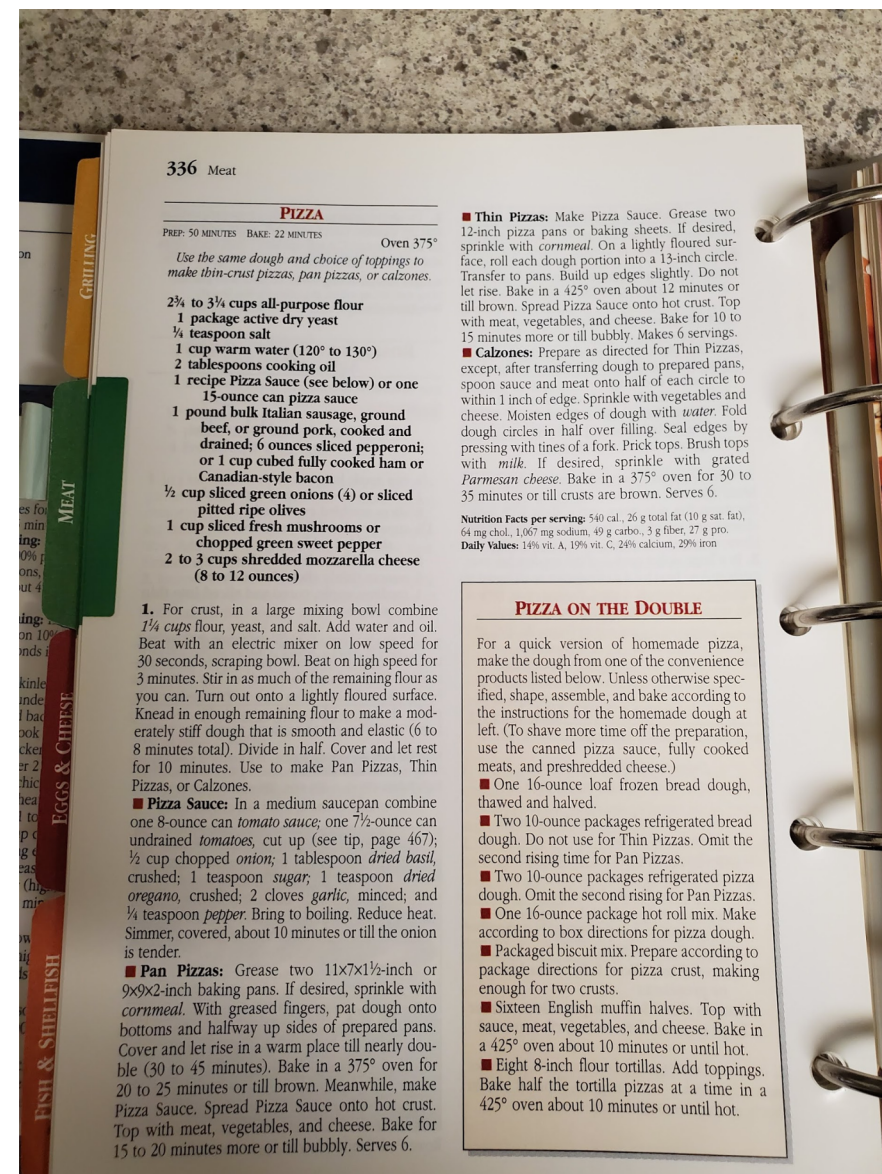 336 Meat
PIZZA
PREP: 50 MINUTES BAKE: 22 MINUTES
Oven 375°
Use the same dough and choice of toppings to
make thin-crust pizzas, pan pizzas, or calzones.
2¾ to 3¼ cups all-purpose flour
1 package active dry yeast
¼ teaspoon salt
1 cup warm water (120° to 130°)
2 tablespoons cooking oil
1 recipe Pizza Sauce (see below) or one
15-ounce can pizza sauce
1 pound bulk Italian sausage, ground
beef, or ground pork, cooked and
drained; 6 ounces sliced pepperoni;
or 1 cup cubed fully cooked ham or
Canadian-style bacon
½ cup sliced green onions (4) or sliced
pitted ripe olives
1 cup sliced fresh mushrooms or
chopped green sweet pepper
2 to 3 cups shredded mozzarella cheese
(8 to 12 ounces)
1. For crust, in a large mixing bowl combine
1¼ cups flour, yeast, and salt. Add water and oil.
Beat with an electric mixer on low speed for
30 seconds, scraping bowl. Beat on high speed for
3 minutes. Stir in as much of the remaining flour as
you can. Turn out onto a lightly floured surface.
Knead in enough remaining flour to make a mod-
erately stiff dough that is smooth and elastic (6 to
8 minutes total). Divide in half. Cover and let rest
for 10 minutes. Use to make Pan Pizzas, Thin
Pizzas, or Calzones.
■ Pizza Sauce: In a medium saucepan combine
one 8-ounce can tomato sauce; one 7½-ounce can
undrained tomatoes, cut up (see tip, page 467);
½ cup chopped onion; 1 tablespoon dried basil,
crushed; 1 teaspoon sugar; 1 teaspoon dried
oregano, crushed; 2 cloves garlic, minced; and
¼ teaspoon pepper. Bring to boiling. Reduce heat.
Simmer, covered, about 10 minutes or till the onion
is tender.
■ Pan Pizzas: Grease two 11x7x1½-inch or
9x9x2-inch baking pans. If desired, sprinkle with
cornmeal. With greased fingers, pat dough onto
bottoms and halfway up sides of prepared pans.
Cover and let rise in a warm place till nearly dou-
ble (30 to 45 minutes). Bake in a 375° oven for
20 to 25 minutes or till brown. Meanwhile, make
Pizza Sauce. Spread Pizza Sauce onto hot crust.
Top with meat, vegetables, and cheese. Bake for
15 to 20 minutes more or till bubbly. Serves 6.
■ Thin Pizzas: Make Pizza Sauce. Grease two
12-inch pizza pans or baking sheets. If desired,
sprinkle with cornmeal. On a lightly floured sur-
face, roll each dough portion into a 13-inch circle.
Transfer to pans. Build up edges slightly. Do not
let rise. Bake in a 425° oven about 12 minutes or
till brown. Spread Pizza Sauce onto hot crust. Top
with meat, vegetables, and cheese. Bake for 10 to
15 minutes more or till bubbly. Makes 6 servings.
■ Calzones: Prepare as directed for Thin Pizzas,
except, after transferring dough to prepared pans,
spoon sauce and meat onto half of each circle to
within 1 inch of edge. Sprinkle with vegetables and
cheese. Moisten edges of dough with water. Fold
dough circles in half over filling. Seal edges by
pressing with tines of a fork. Prick tops. Brush tops
with milk. If desired, sprinkle with grated
Parmesan cheese. Bake in a 375° oven for 30 to
35 minutes or till crusts are brown. Serves 6.
Nutrition Facts per serving: 540 cal., 26 g total fat (10 g sat. fat),
64 mg chol., 1,067 mg sodium, 49 g carbo., 3 g fiber, 27 g pro.
Daily Values: 14% vit. A, 19% vit. C, 24% calcium, 29% iron
PIZZA ON THE DOUBLE
For a quick version of homemade pizza,
make the dough from one of the convenience
products listed below. Unless otherwise spec-
ified, shape, assemble, and bake according to
the instructions for the homemade dough at
left. (To shave more time off the preparation,
use the canned pizza sauce, fully cooked
meats, and preshredded cheese.)
■ One 16-ounce loaf frozen bread dough,
thawed and halved.
■ Two 10-ounce packages refrigerated bread
dough. Do not use for Thin Pizzas. Omit the
second rising time for Pan Pizzas.
■ Two 10-ounce packages refrigerated pizza
dough. Omit the second rising for Pan Pizzas.
■ One 16-ounce package hot roll mix. Make
according to box directions for pizza dough.
■ Packaged biscuit mix. Prepare according to
package directions for pizza crust, making
enough for two crusts.
■ Sixteen English muffin halves. Top with
sauce, meat, vegetables, and cheese. Bake in
a 425° oven about 10 minutes or until hot.
■ Eight 8-inch flour tortillas. Add toppings.
Bake half the tortilla pizzas at a time in a
425° oven about 10 minutes or until hot.
GRILLING
MEAT
EGGS & CHEESE
FISH & SHELLFISH